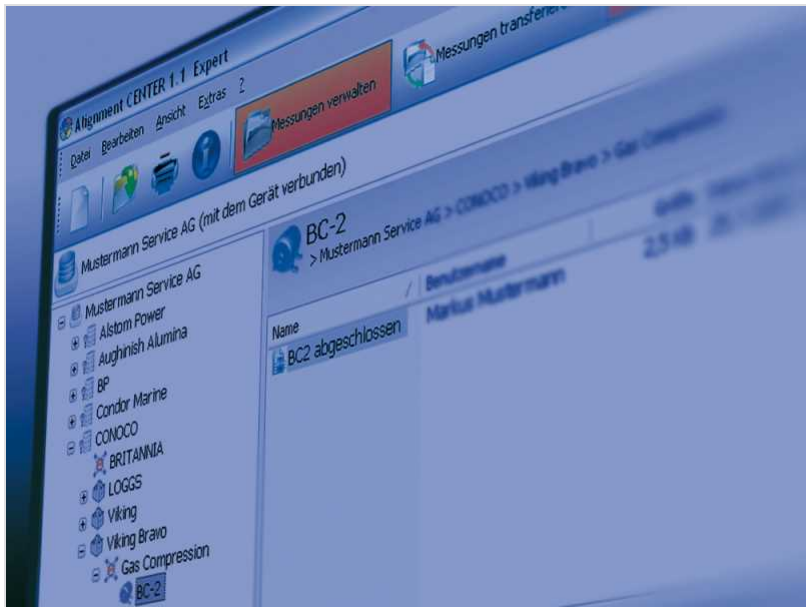 Alignment CENTER 1.1 Expert
Datei Bearbeiten Ansicht Extras ?
Messungen verwalten
Messungen transferieren
Mustermann Service AG (mit dem Gerät verbunden)
Mustermann Service AG
Alstom Power
Aughinish Alumina
BP
Condor Marine
CONOCO
BRITANNIA
LOGGS
Viking
Viking Bravo
Gas Compression
BC-2
BC-2
> Mustermann Service AG > CONOCO > Viking Bravo > Gas Compression
Name Benutzername Größe
BC2 abgeschlossen Markus Mustermann 2,5 KB